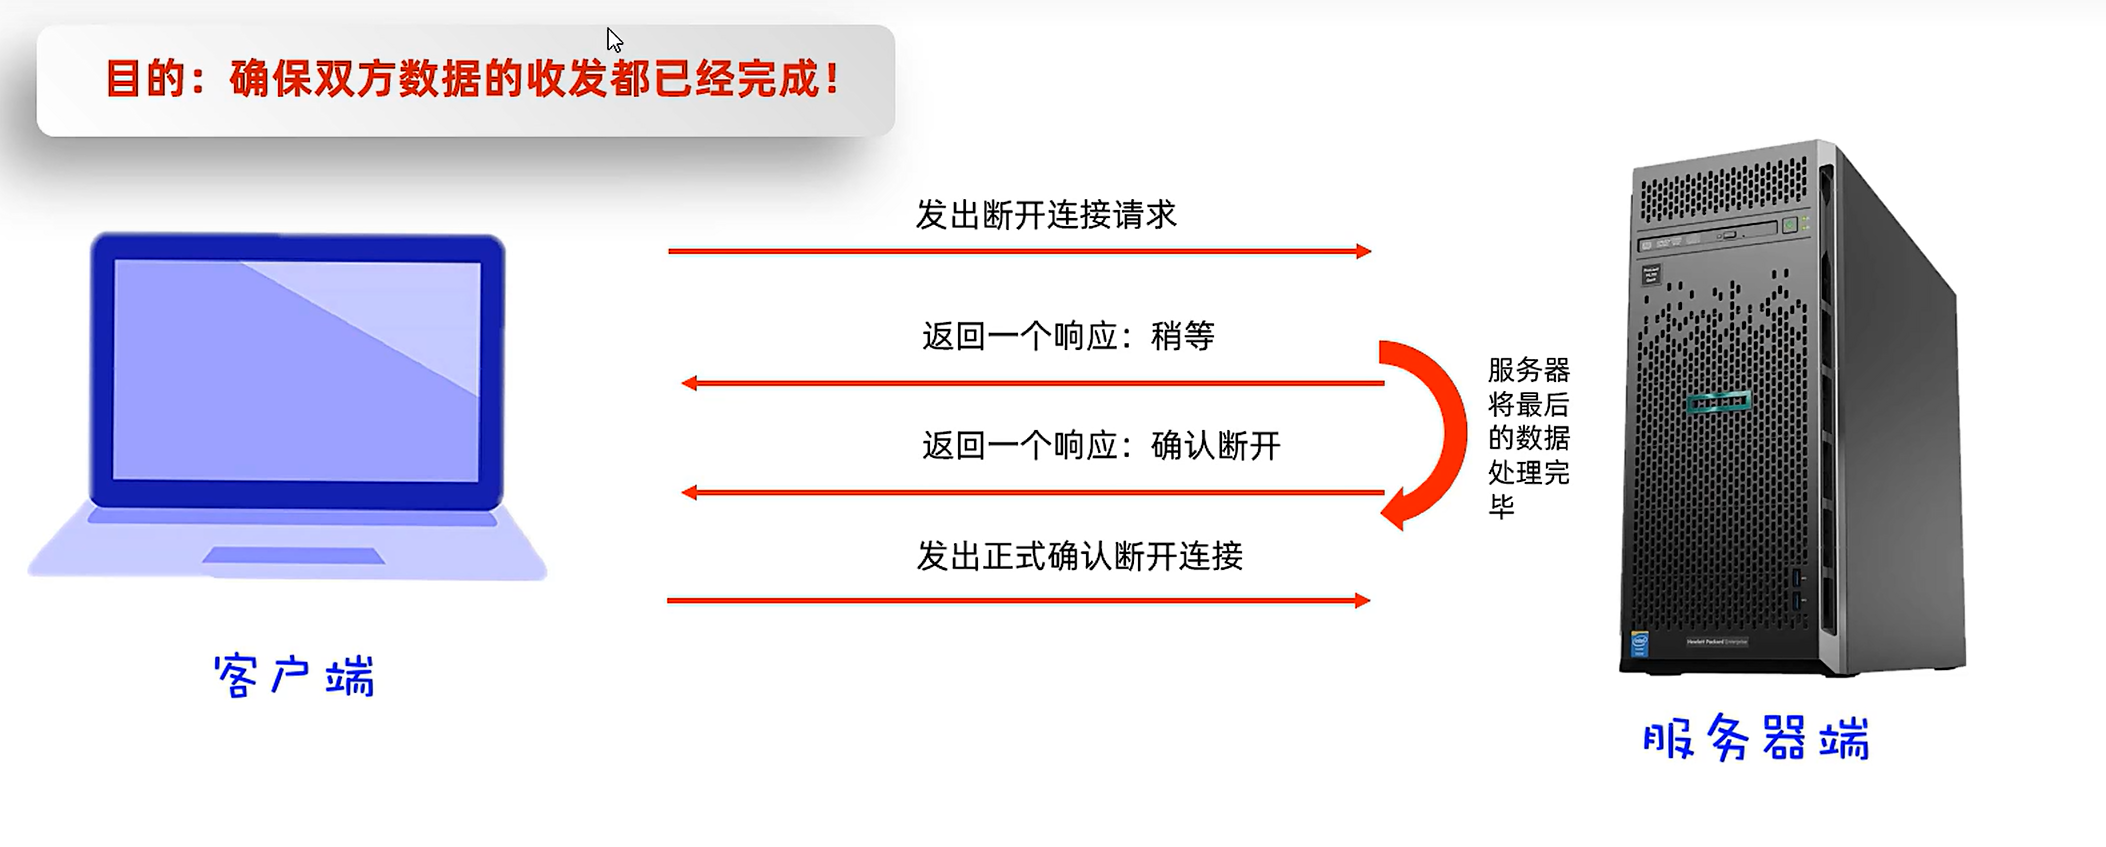 目的：确保双方数据的收发都已经完成！
发出断开连接请求
返回一个响应：稍等
返回一个响应：确认断开
发出正式确认断开连接
服务器
将最后
的数据
处理完
毕
客户端
服务器端
Hewlett Packard Enterprise